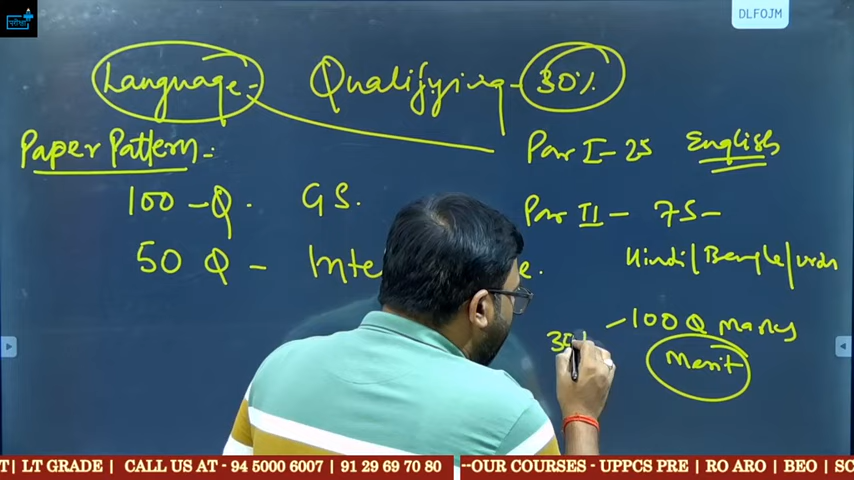 परीक्षा
DLFOJM
Language - Qualifying - 30%
Paper Pattern -
100 - Q. GS.
50 Q -
Par I - 25 English
Par II - 75 -
Hindi/Bengle/urdu
100 Q Marks
Merit
T| LT GRADE | CALL US AT - 94 5000 6007 | 91 29 69 70 80 --OUR COURSES - UPPCS PRE | RO ARO | BEO | SC